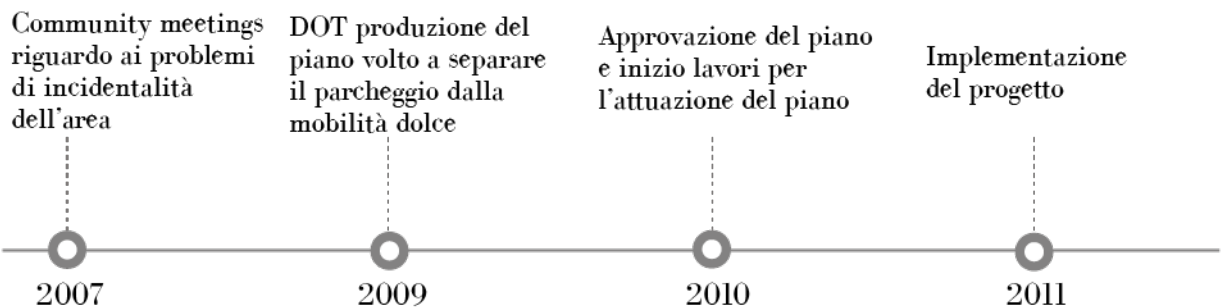 Community meetings
riguardo ai problemi
di incidentalità
dell'area
DOT produzione del
piano volto a separare
il parcheggio dalla
mobilità dolce
Approvazione del piano
e inizio lavori per
l'attuazione del piano
Implementazione
del progetto
2007
2009
2010
2011